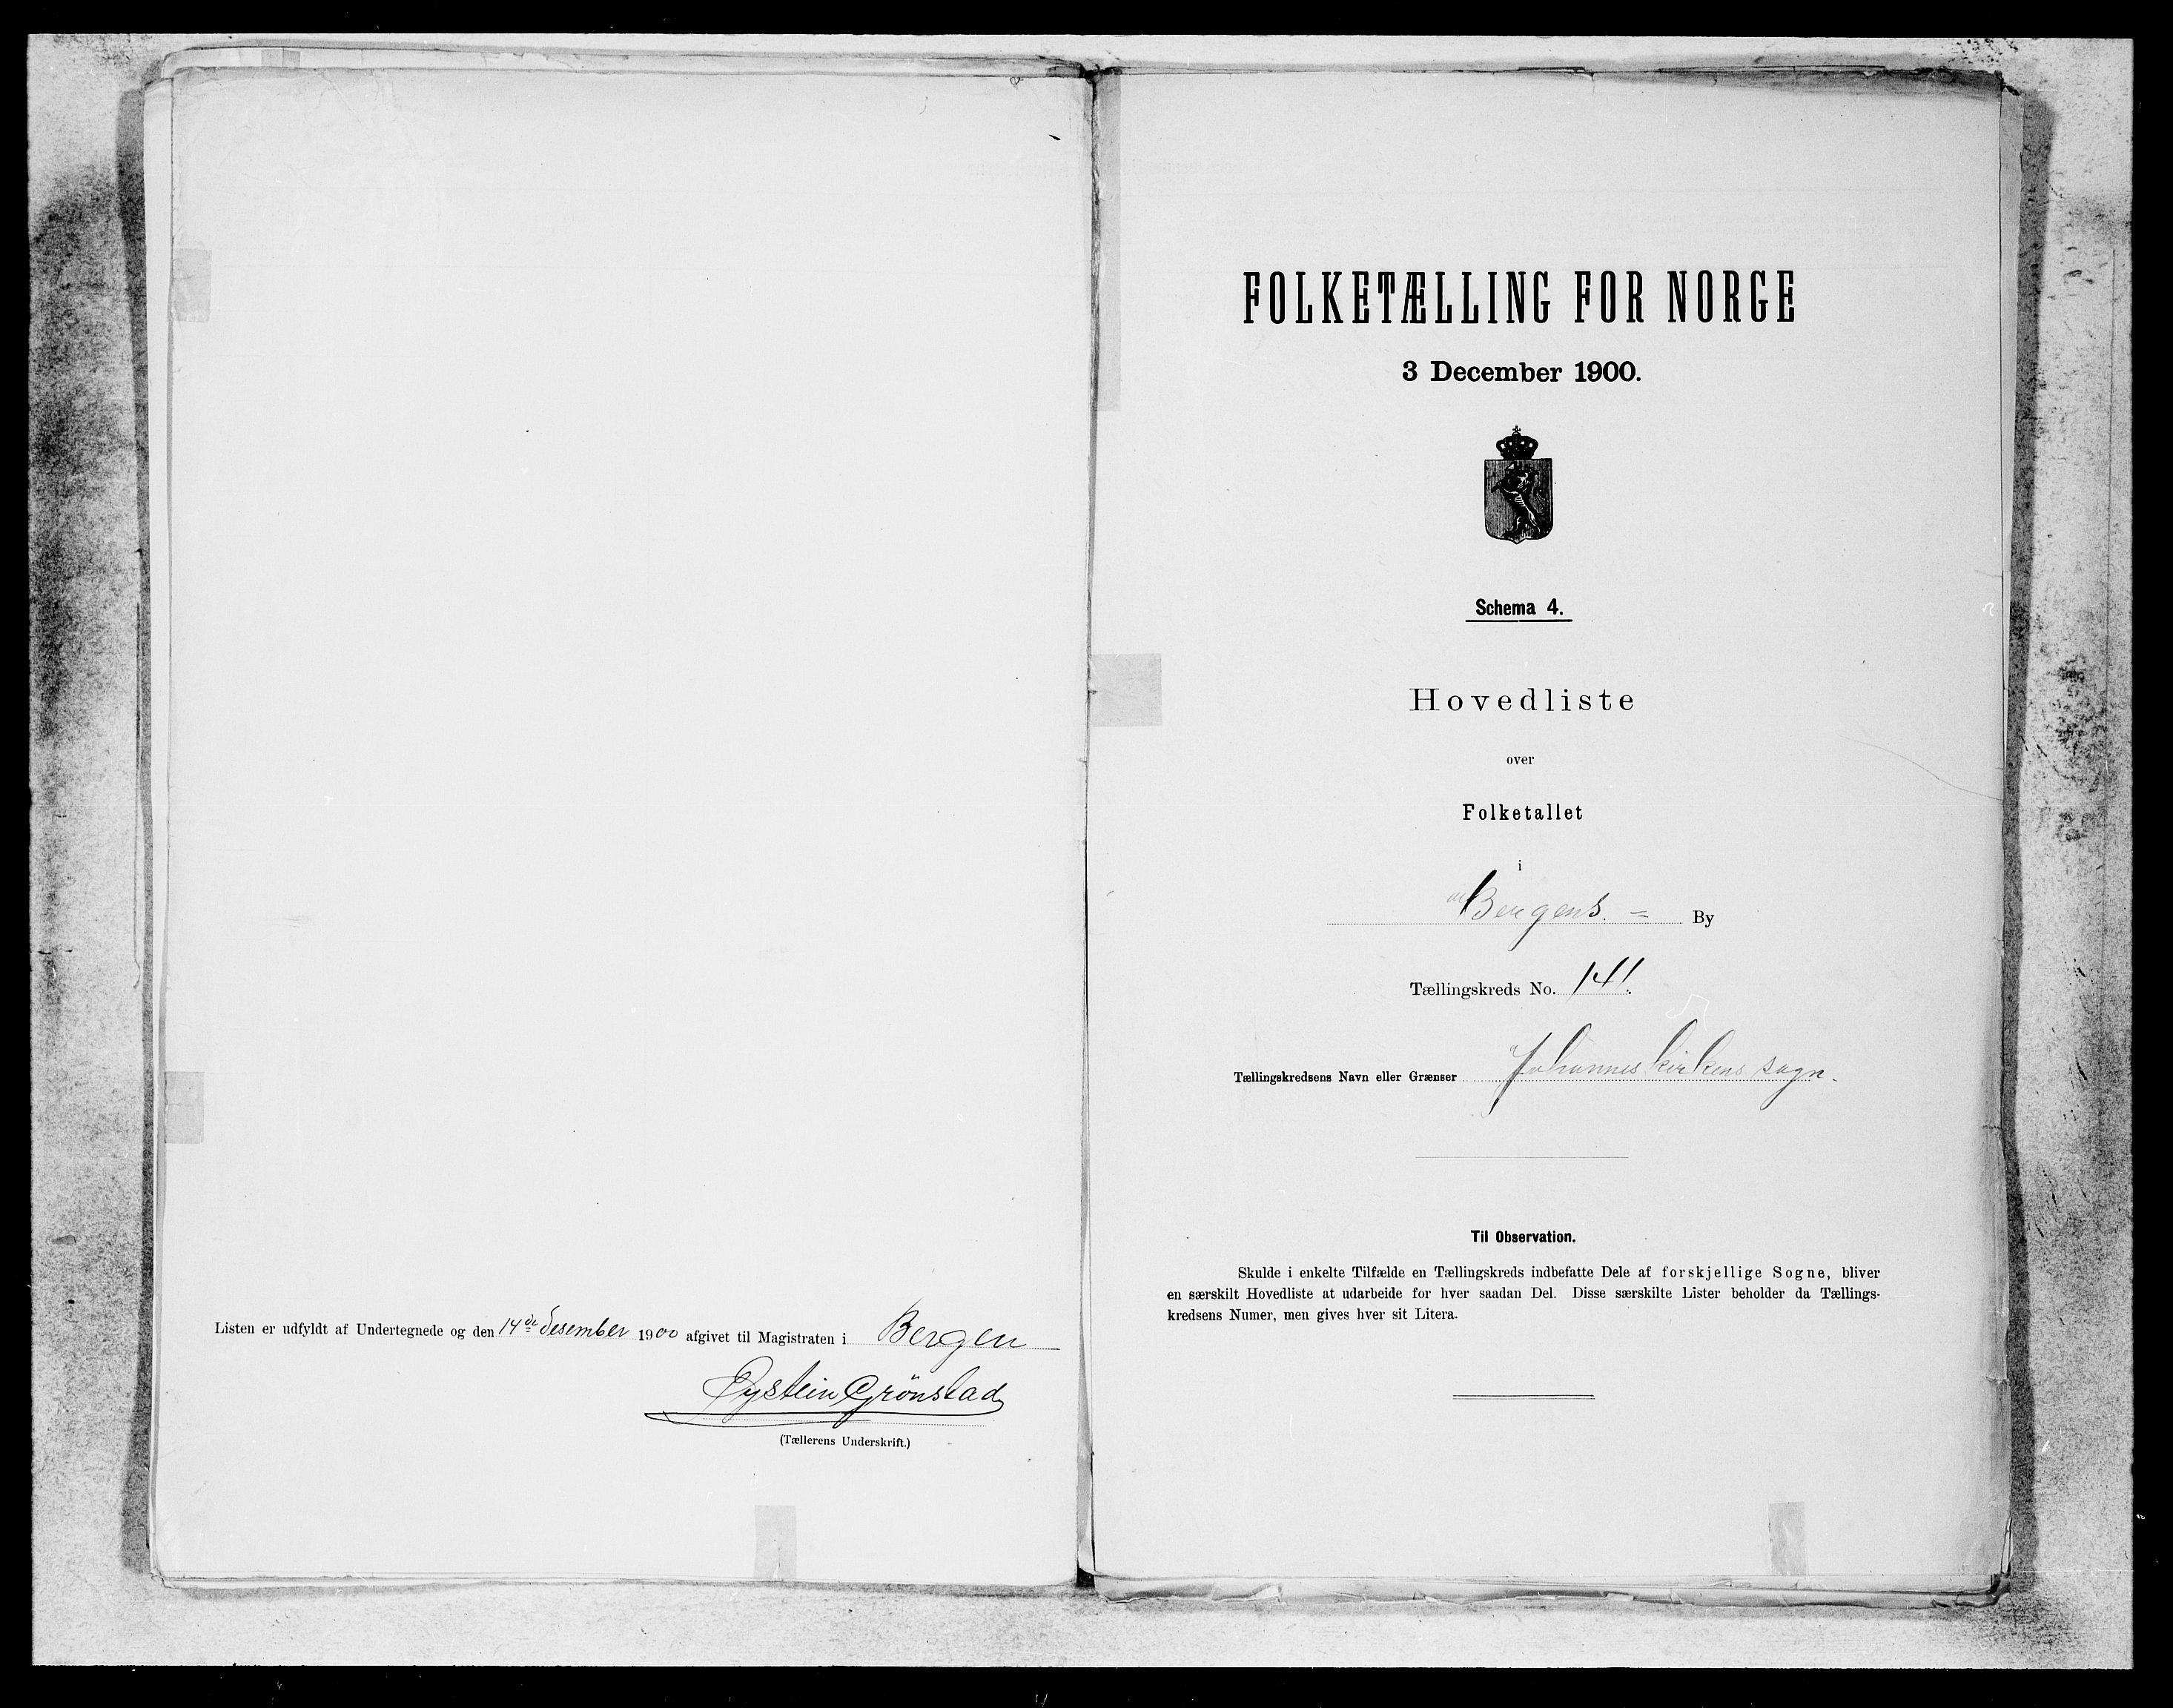 Listen er udfyldt af Undertegnede og den 14de desember 1900 afgivet til Magistraten i Bergen
Øystein Grönstad
(Tællerens Underskrift.)
FOLKETÆLLING FOR NORGE
3 December 1900.
Schema 4.
Hovedliste
over
Folketallet
i
Bergens. - By
Tællingskreds No. 141.
Tællingskredsens Navn eller Grænser Johanneskirkens sogn.
Til Observation.
Skulde i enkelte Tilfælde en Tællingskreds indbefatte Dele af forskjellige Sogne, bliver
en særskilt Hovedliste at udarbeide for hver saadan Del. Disse særskilte Lister beholder da Tællings-
kredsens Numer, men gives hver sit Litera.